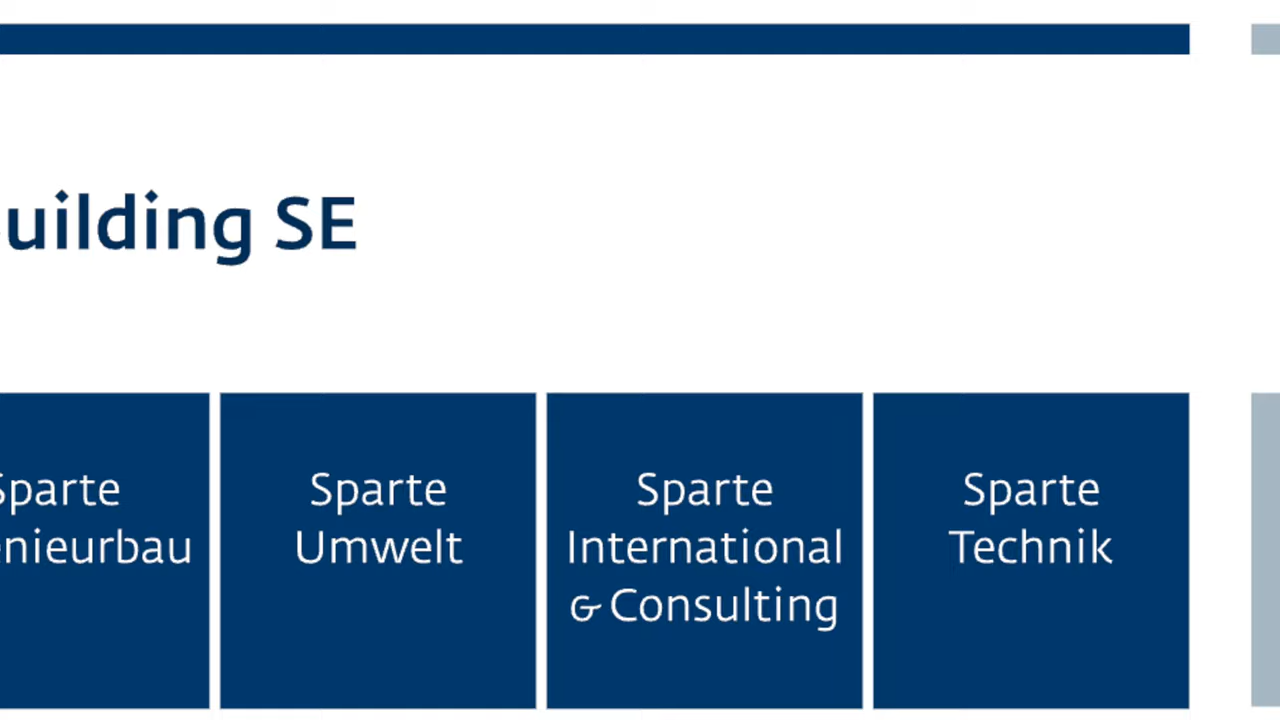 uilding SE
Sparte
nieurbau
Sparte
Umwelt
Sparte
International
& Consulting
Sparte
Technik